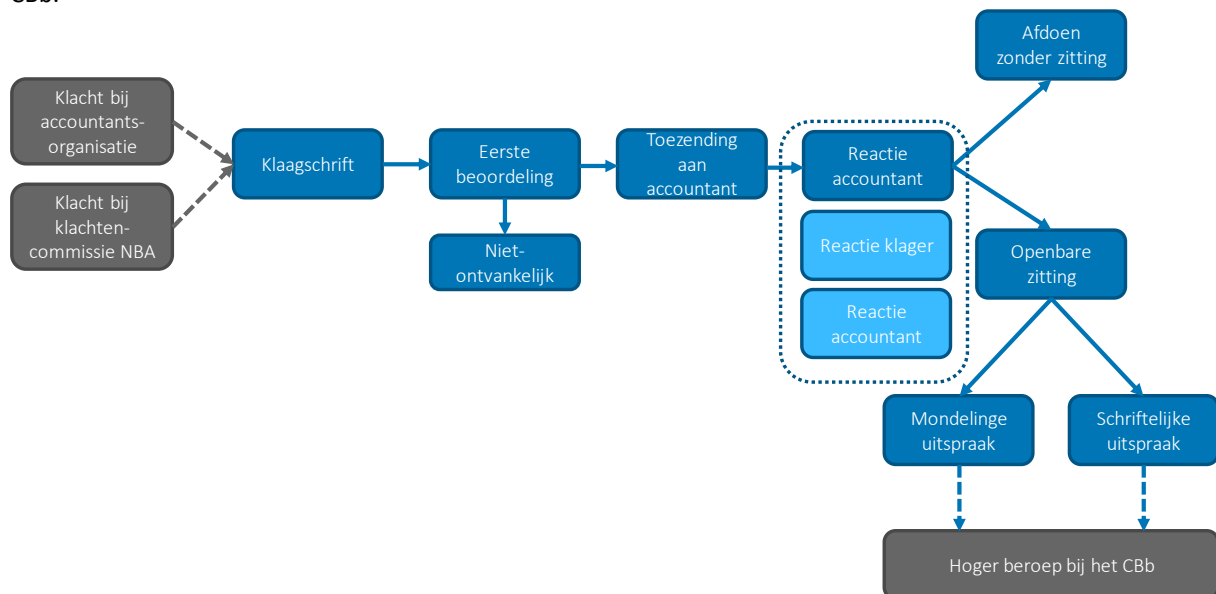 CBb.
Afdoen
zonder zitting
Klacht bij
accountants-
organisatie
Klaagschrift
Eerste
beoordeling
Toezending
aan
accountant
Reactie
accountant
Klacht bij
klachten-
commissie NBA
Niet-
ontvankelijk
Reactie klager
Openbare
zitting
Reactie
accountant
Mondelinge
uitspraak
Schriftelijke
uitspraak
Hoger beroep bij het CBb